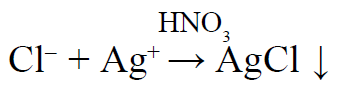 HNO₃
Cl⁻ + Ag⁺ → AgCl ↓